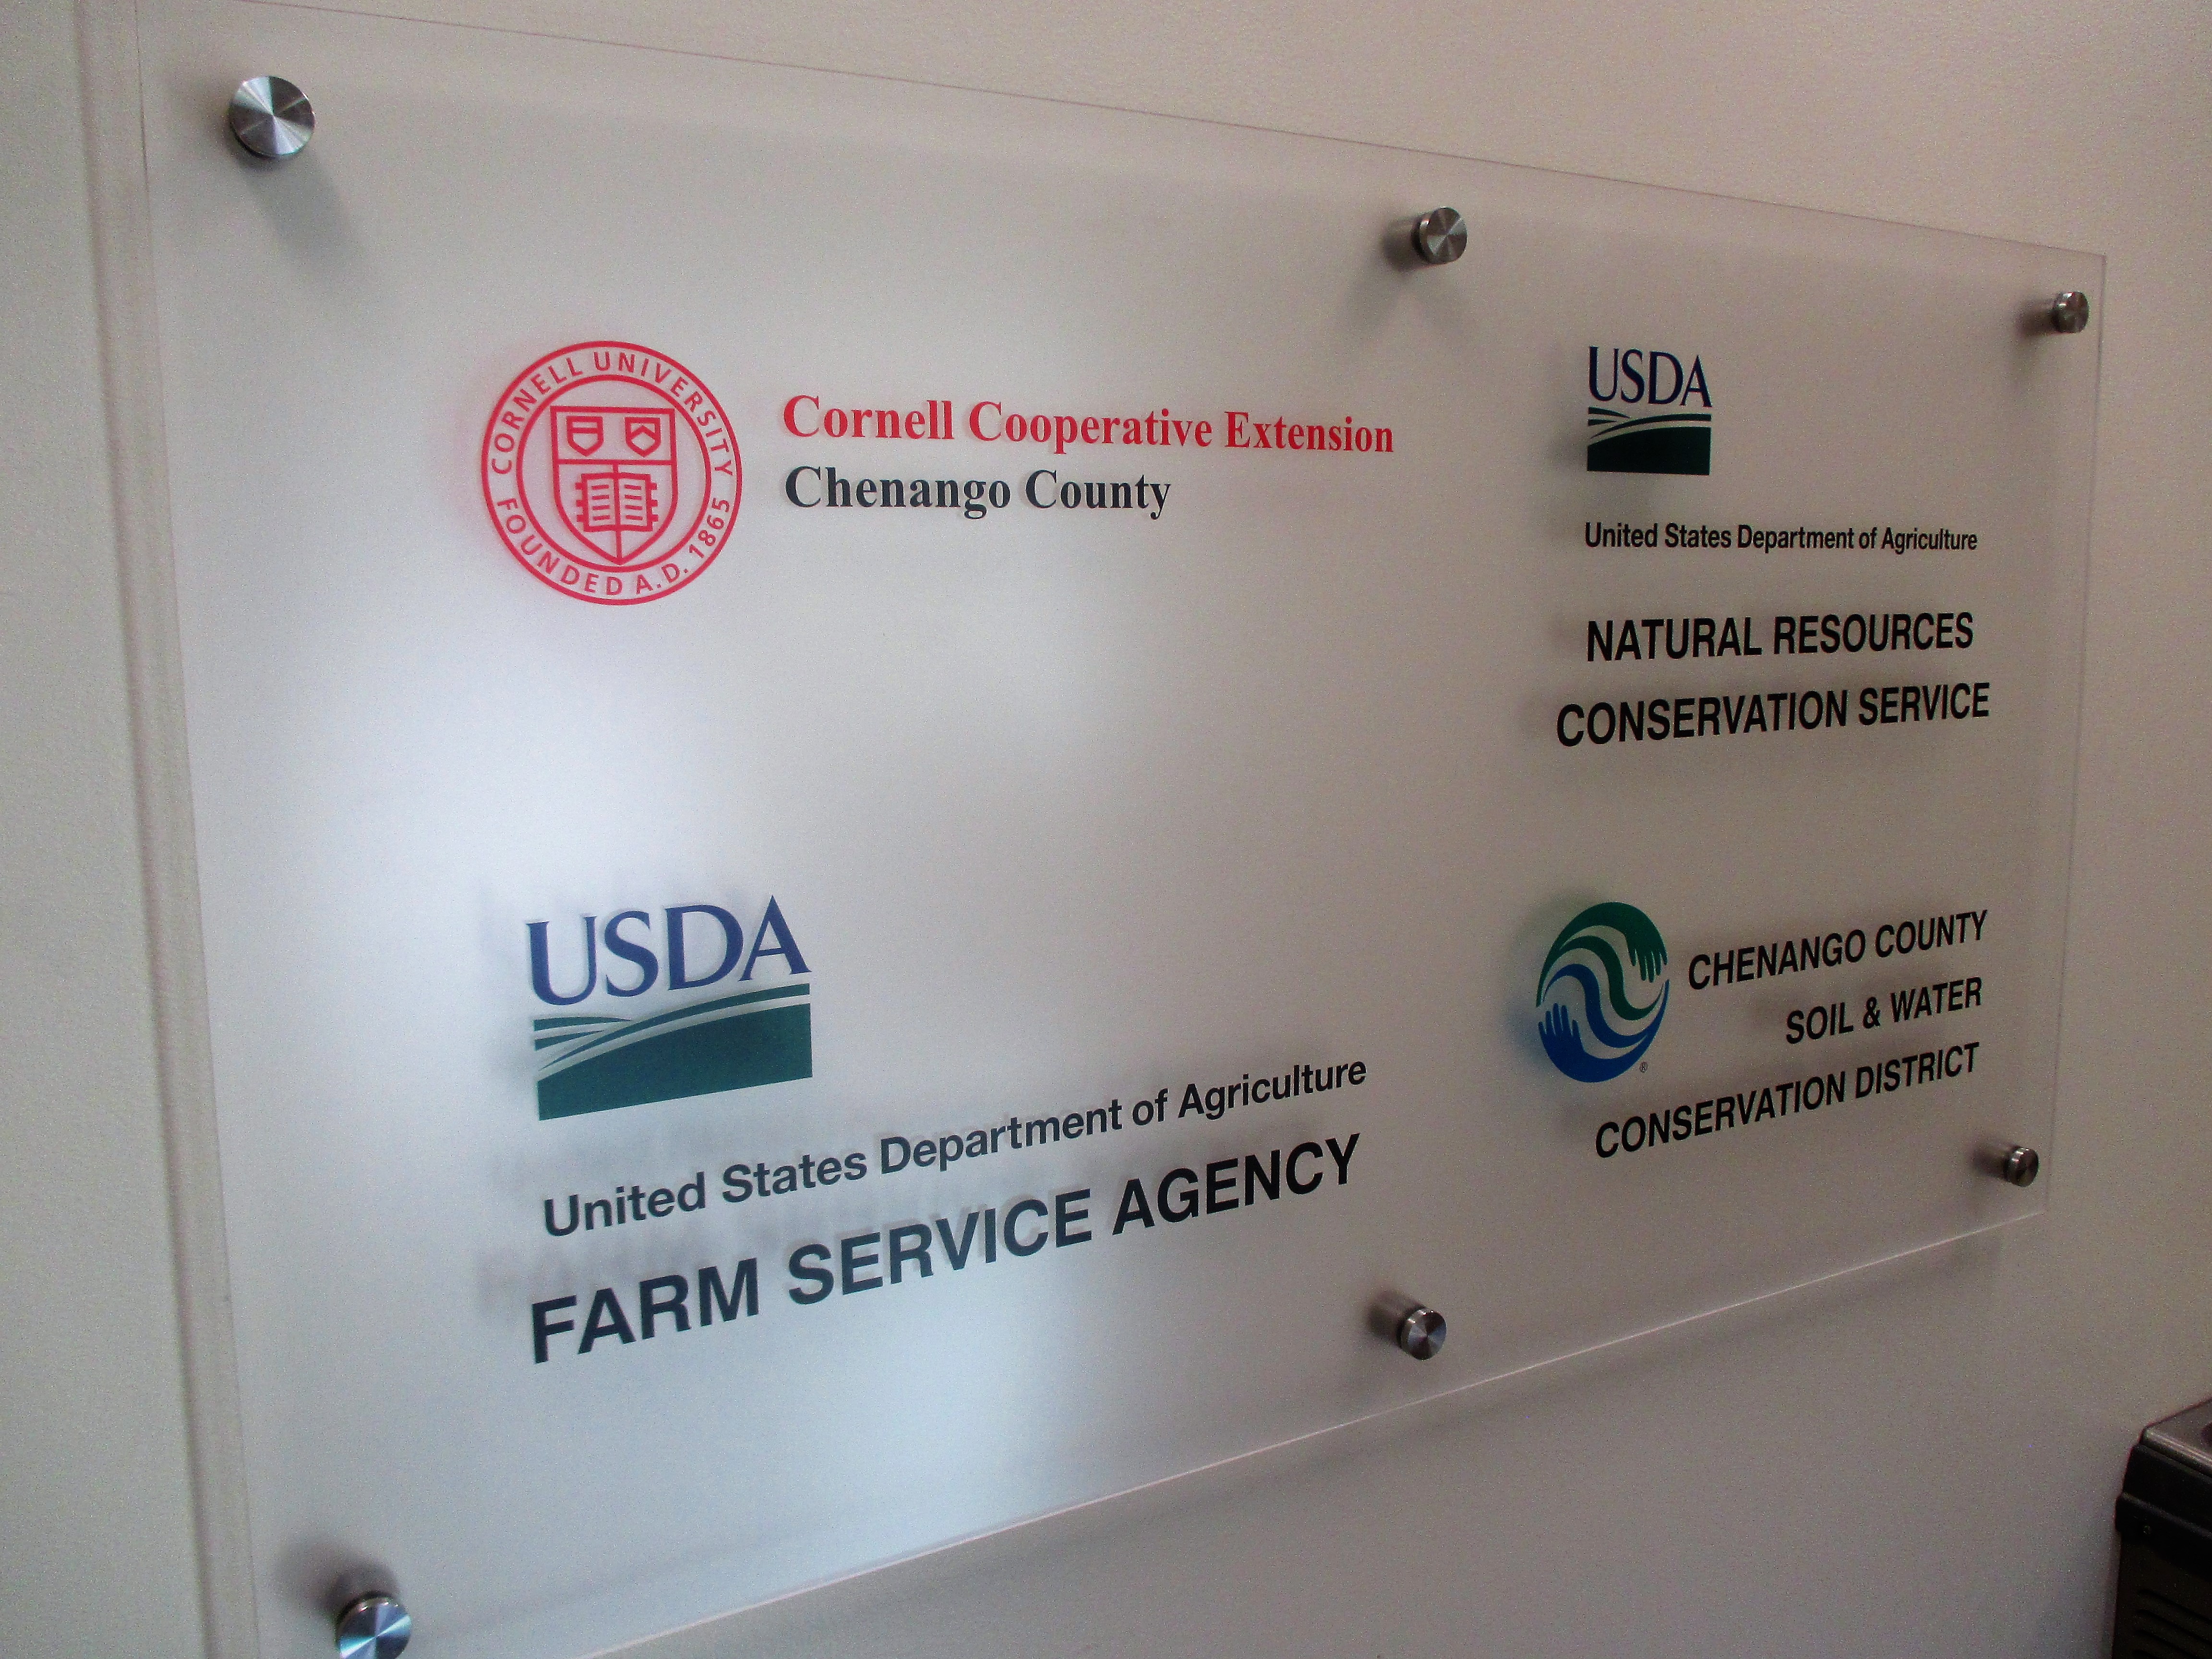 CORNELL UNIVERSITY
FOUNDED A.D. 1865
Cornell Cooperative Extension
Chenango County
USDA
United States Department of Agriculture
NATURAL RESOURCES
CONSERVATION SERVICE
USDA
United States Department of Agriculture
FARM SERVICE AGENCY
CHENANGO COUNTY
SOIL & WATER
CONSERVATION DISTRICT
®